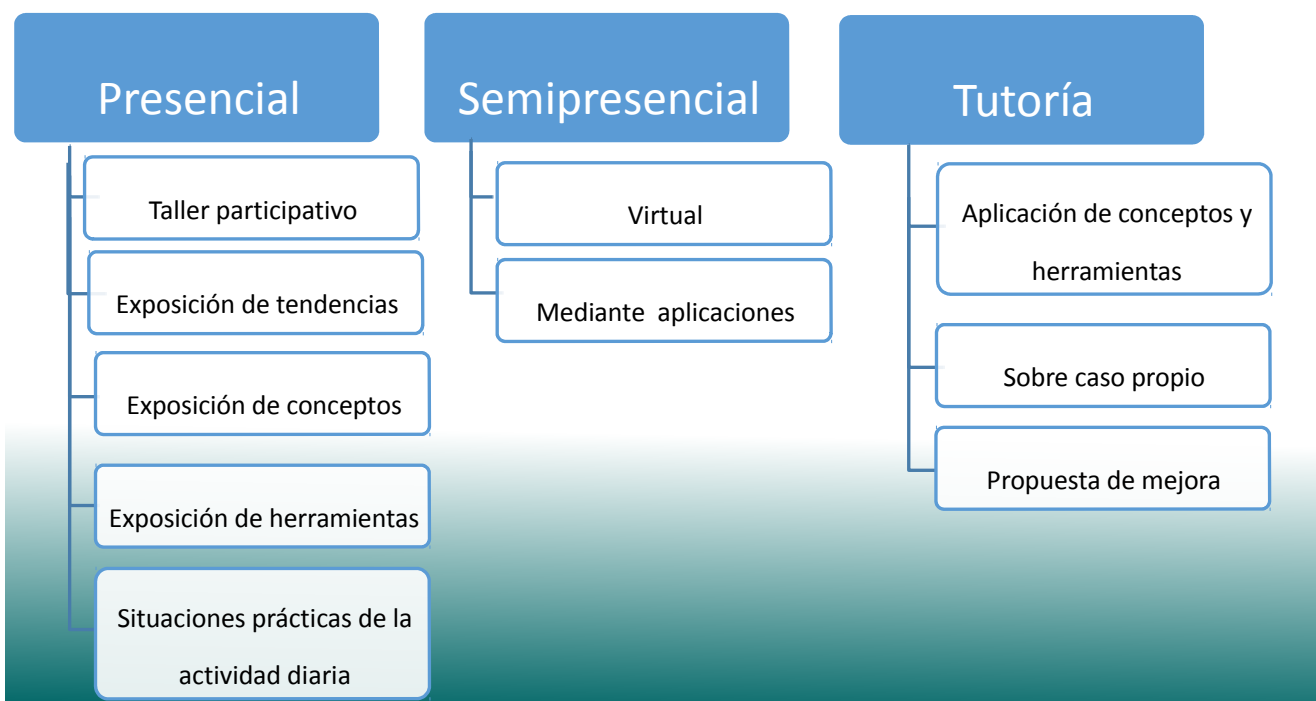 Presencial
Taller participativo
Exposición de tendencias
Exposición de conceptos
Exposición de herramientas
Situaciones prácticas de la
actividad diaria
Semipresencial
Virtual
Mediante aplicaciones
Tutoría
Aplicación de conceptos y
herramientas
Sobre caso propio
Propuesta de mejora